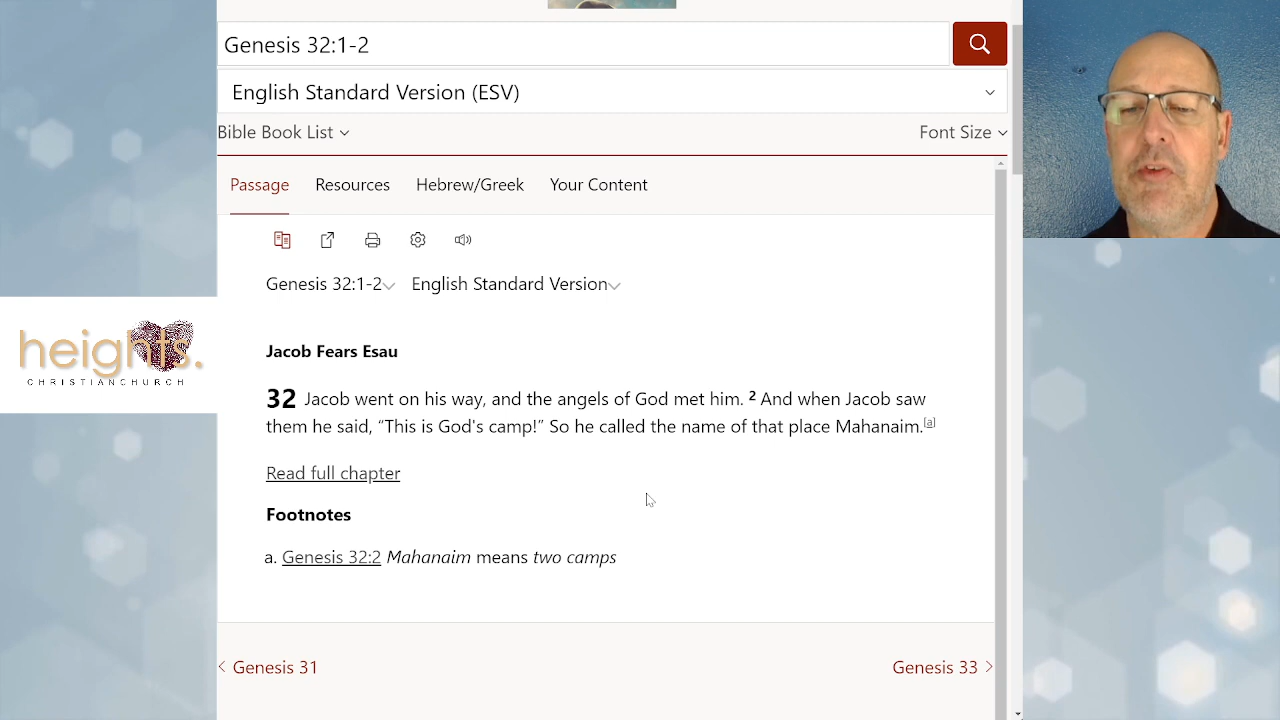 Genesis 32:1-2
English Standard Version (ESV)
Bible Book List
Font Size
Passage Resources Hebrew/Greek Your Content
Genesis 32:1-2 English Standard Version
Jacob Fears Esau
32 Jacob went on his way, and the angels of God met him. 2 And when Jacob saw
them he said, “This is God's camp!” So he called the name of that place Mahanaim.[a]
Read full chapter
Footnotes
a. Genesis 32:2 Mahanaim means two camps
Genesis 31
Genesis 33
heights.
CHRISTIANCHURCH